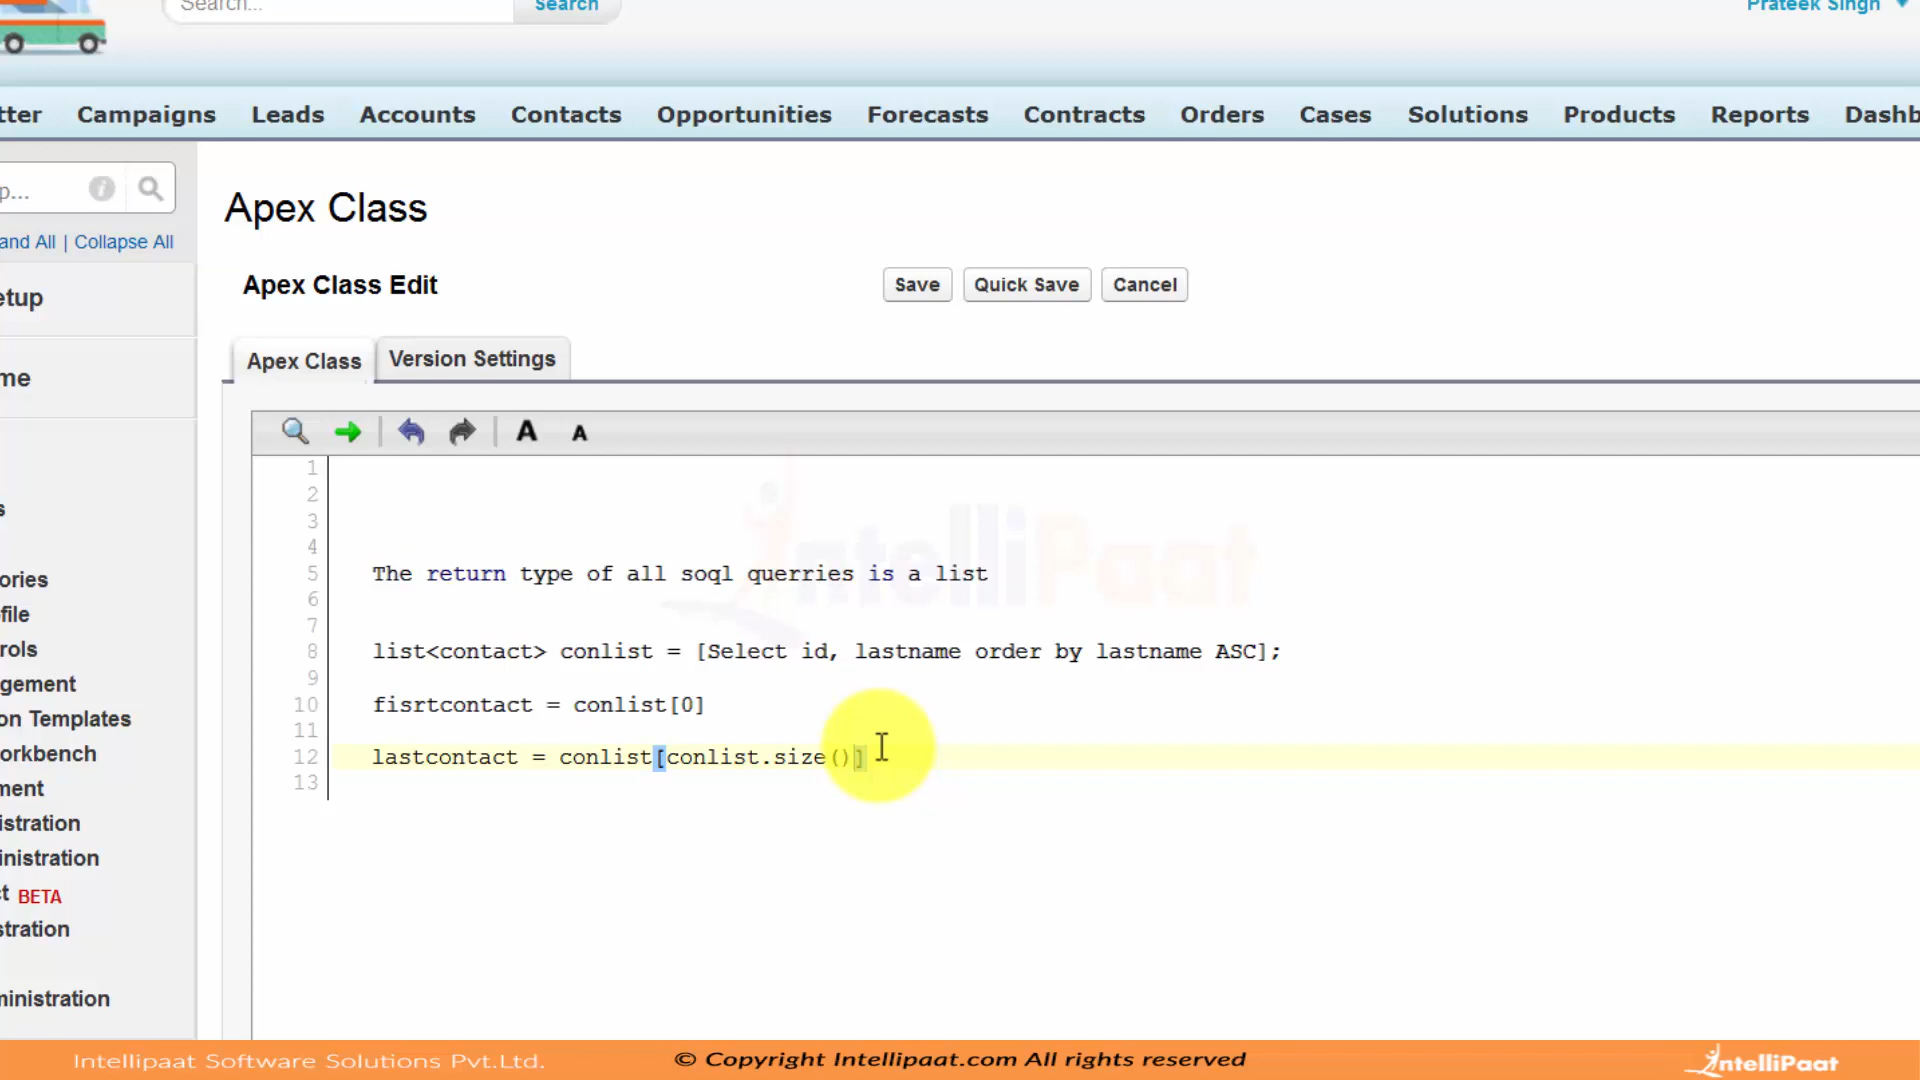 Search...
Search
Prateek Singh
tter Campaigns Leads Accounts Contacts Opportunities Forecasts Contracts Orders Cases Solutions Products Reports Dashb
p...
and All | Collapse All
Apex Class
Apex Class Edit
Save
Quick Save
Cancel
etup
me
s
ories
file
rols
gement
on Templates
orkbench
ment
istration
inistration
ct BETA
stration
ministration
Apex Class
Version Settings
A A
1
2
3
4
5 The return type of all soql querries is a list
6
7
8 list<contact> conlist = [Select id, lastname order by lastname ASC];
9
10 fisrtcontact = conlist[0]
11
12 lastcontact = conlist[conlist.size()]
13
IntelliPaat
Intellipaat Software Solutions Pvt.Ltd.
© Copyright Intellipaat.com All rights reserved
IntelliPaat